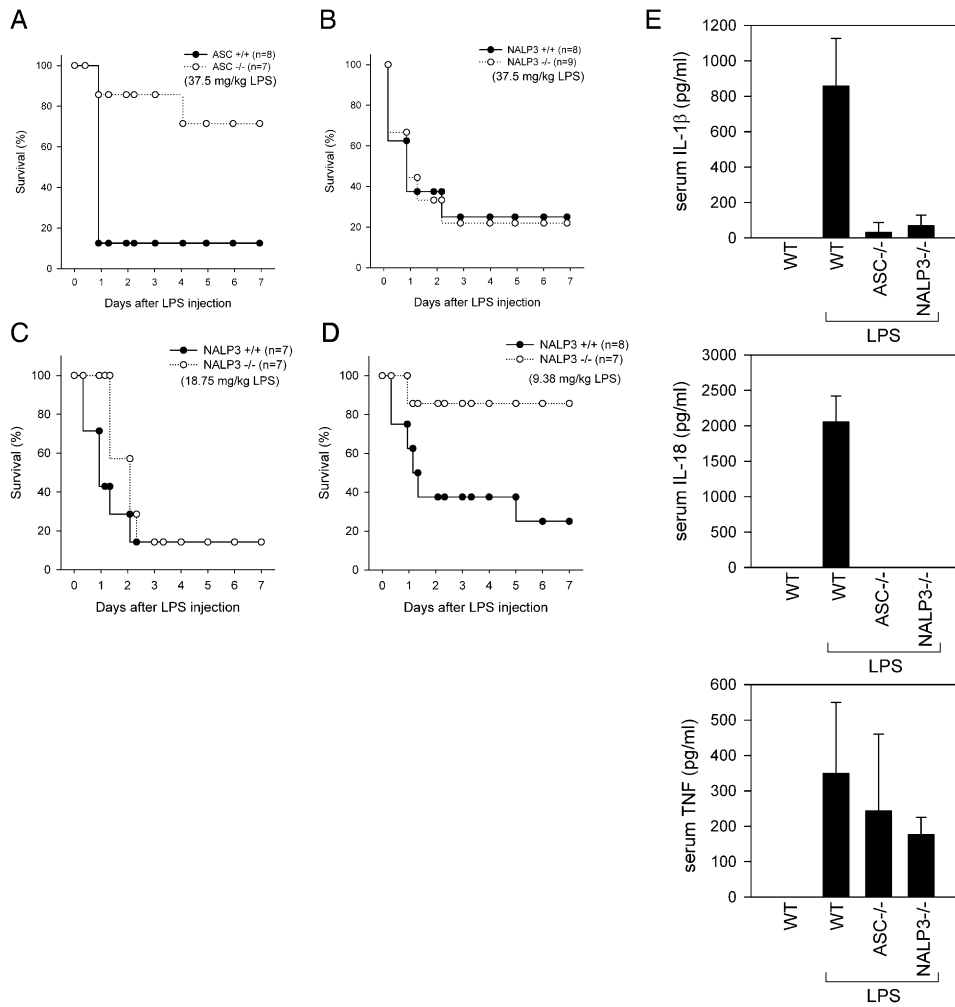 A
ASC +/+ (n=8)
ASC -/- (n=7)
(37.5 mg/kg LPS)
Survival (%)
100
80
60
40
20
0
0 1 2 3 4 5 6 7
Days after LPS injection
B
NALP3 +/+ (n=8)
NALP3 -/- (n=9)
(37.5 mg/kg LPS)
Survival (%)
100
80
60
40
20
0
0 1 2 3 4 5 6 7
Days after LPS injection
C
NALP3 +/+ (n=7)
NALP3 -/- (n=7)
(18.75 mg/kg LPS)
Survival (%)
100
80
60
40
20
0
0 1 2 3 4 5 6 7
Days after LPS injection
D
NALP3 +/+ (n=8)
NALP3 -/- (n=7)
(9.38 mg/kg LPS)
Survival (%)
100
80
60
40
20
0
0 1 2 3 4 5 6 7
Days after LPS injection
E
serum IL-1β (pg/ml)
1200
1000
800
600
400
200
0
WT WT ASC-/- NALP3-/-
LPS
serum IL-18 (pg/ml)
3000
2500
2000
1500
1000
500
0
WT WT ASC-/- NALP3-/-
LPS
serum TNF (pg/ml)
600
500
400
300
200
100
0
WT WT ASC-/- NALP3-/-
LPS